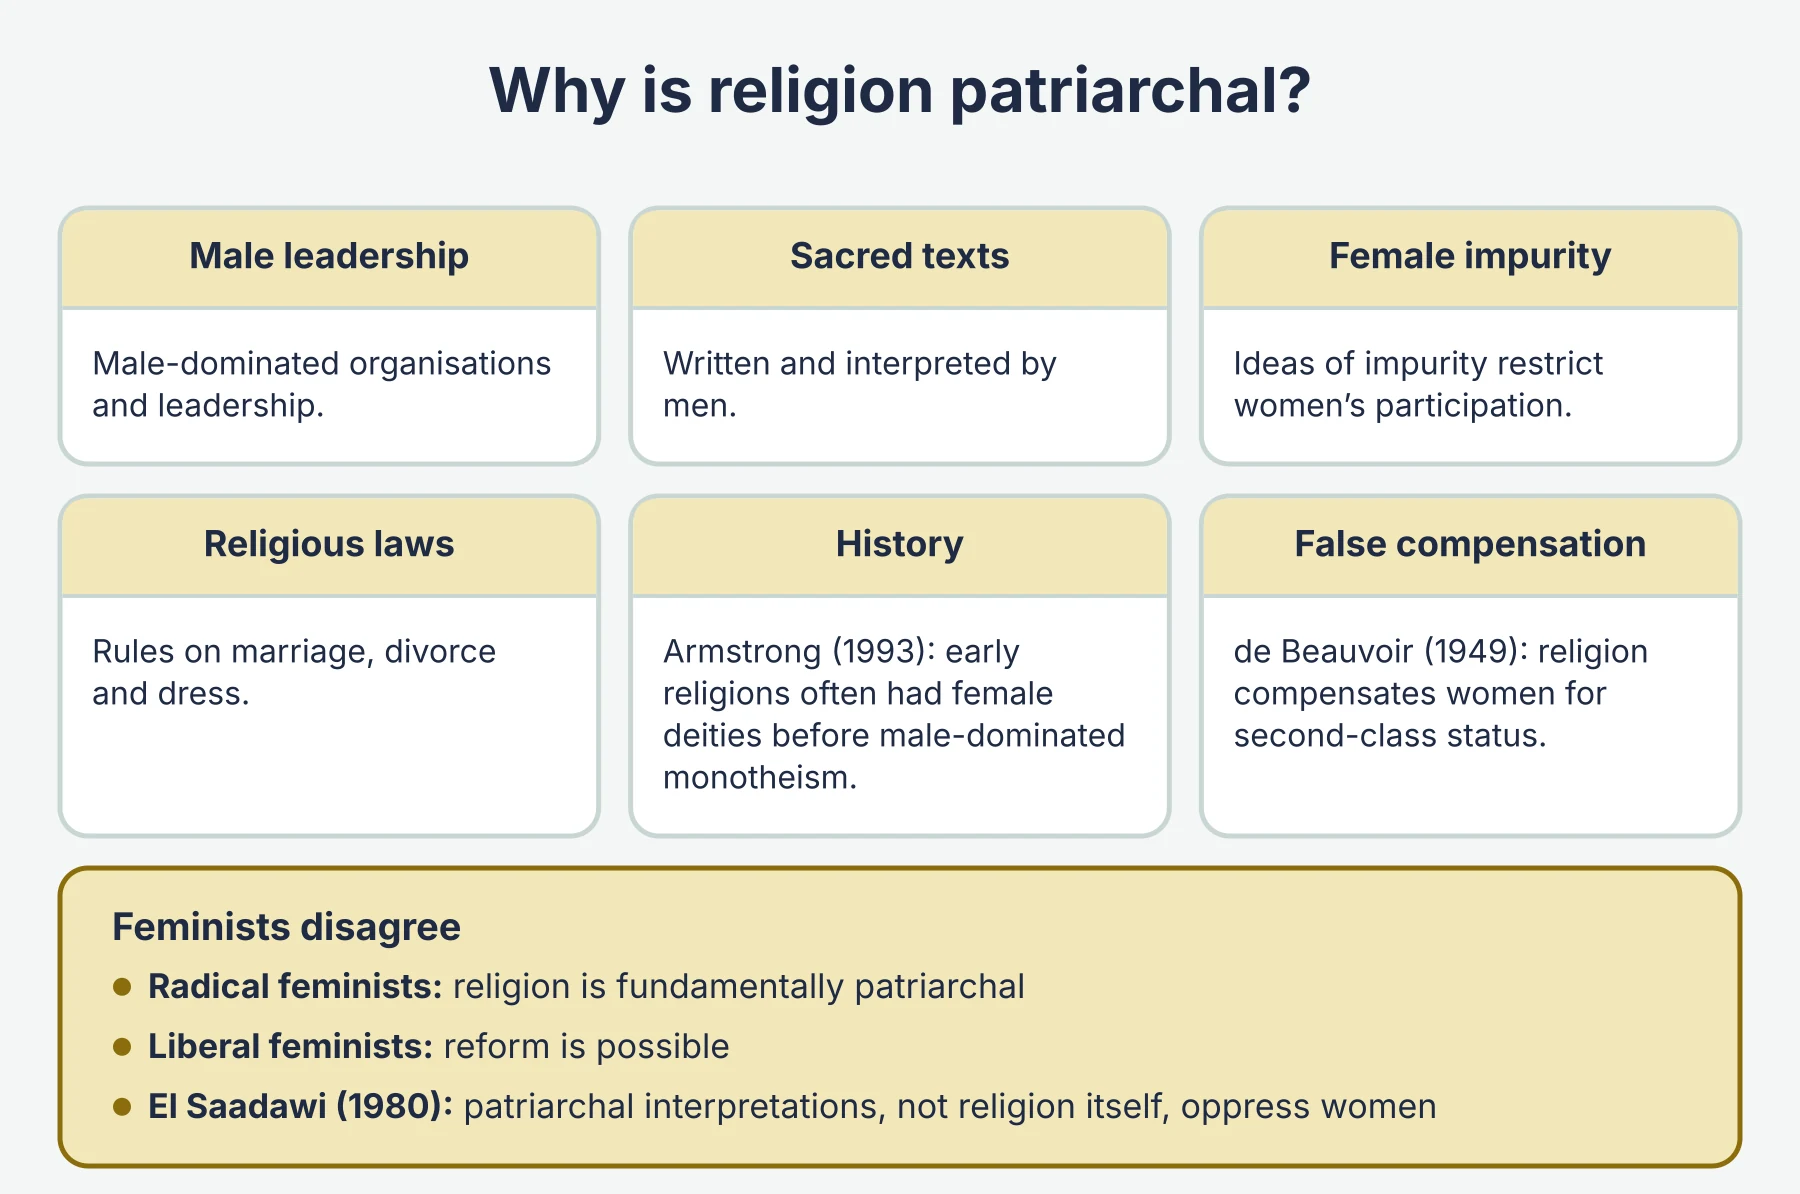 Why is religion patriarchal?
Male leadership
Male-dominated organisations
and leadership.
Sacred texts
Written and interpreted by
men.
Female impurity
Ideas of impurity restrict
women’s participation.
Religious laws
Rules on marriage, divorce
and dress.
History
Armstrong (1993): early
religions often had female
deities before male-dominated
monotheism.
False compensation
de Beauvoir (1949): religion
compensates women for
second-class status.
Feminists disagree
Radical feminists: religion is fundamentally patriarchal
Liberal feminists: reform is possible
El Saadawi (1980): patriarchal interpretations, not religion itself, oppress women